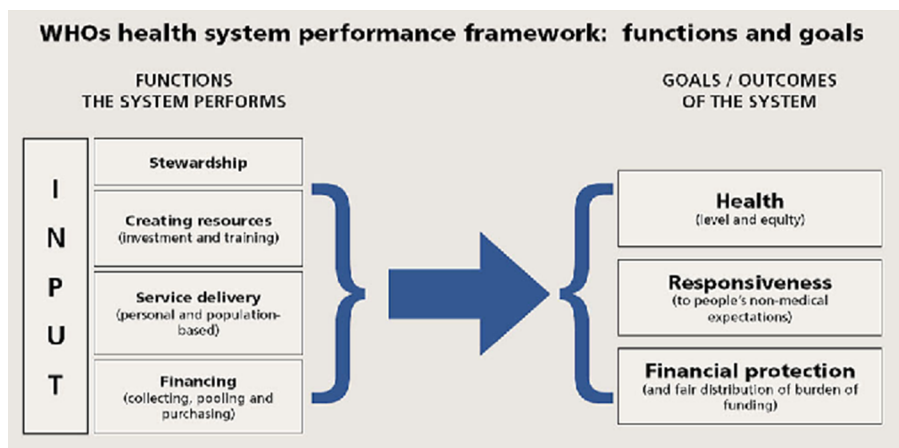 WHOs health system performance framework: functions and goals
FUNCTIONS
THE SYSTEM PERFORMS
GOALS / OUTCOMES
OF THE SYSTEM
I
N
P
U
T
Stewardship
Creating resources
(investment and training)
Service delivery
(personal and population-
based)
Financing
(collecting, pooling and
purchasing)
Health
(level and equity)
Responsiveness
(to people's non-medical
expectations)
Financial protection
(and fair distribution of burden of
funding)